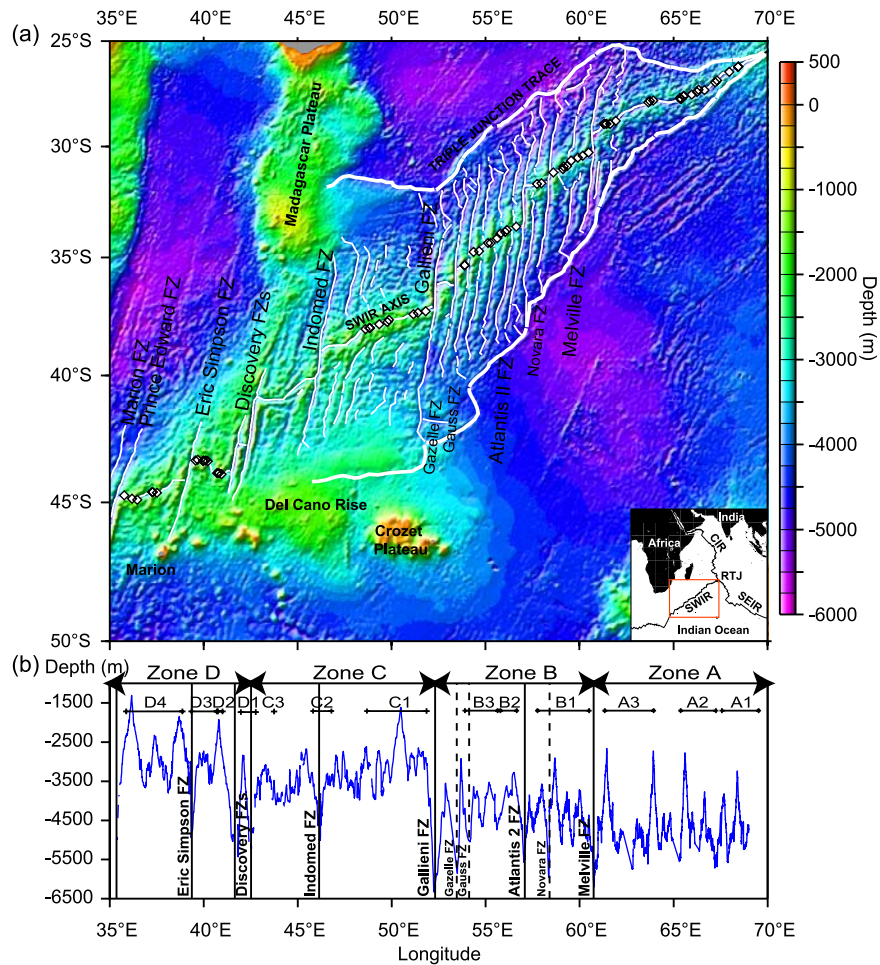 35°E 40°E 45°E 50°E 55°E 60°E 65°E 70°E
(a)
25°S
30°S
35°S
40°S
45°S
50°S
Madagascar Plateau
TRIPLE JUNCTION TRACE
SWIR AXIS
Marion FZ
Prince Edward FZ
Eric Simpson FZ
Discovery FZs
Indomed FZ
Gallieni FZ
Gazelle FZ
Gauss FZ
Atlantis II FZ
Novara FZ
Melville FZ
Del Cano Rise
Crozet
Plateau
Marion
India
Africa
CIR
RTJ
SWIR
SEIR
Indian Ocean
500
0
-1000
-2000
-3000
-4000
-5000
-6000
Depth (m)
(b)
Depth (m)
Zone D Zone C Zone B Zone A
D4 D3 D2 D1 C3 C2 C1 B3 B2 B1 A3 A2 A1
-1500
-2500
-3500
-4500
-5500
-6500
Eric Simpson FZ
Discovery FZs
Indomed FZ
Gallieni FZ
Gazelle FZ
Gauss FZ
Atlantis 2 FZ
Novara FZ
Melville FZ
35°E 40°E 45°E 50°E 55°E 60°E 65°E 70°E
Longitude